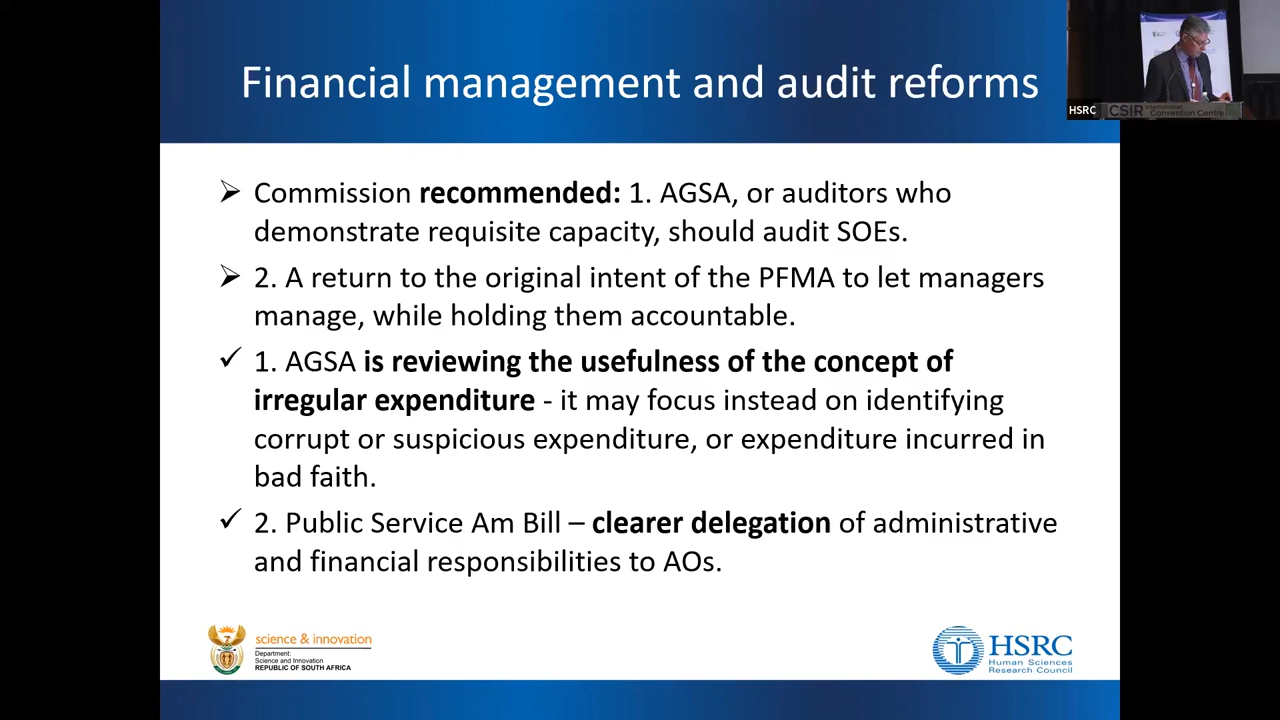 Financial management and audit reforms
HSRC
CSIR International Convention Centre
➢ Commission recommended: 1. AGSA, or auditors who
demonstrate requisite capacity, should audit SOEs.
➢ 2. A return to the original intent of the PFMA to let managers
manage, while holding them accountable.
✓ 1. AGSA is reviewing the usefulness of the concept of
irregular expenditure - it may focus instead on identifying
corrupt or suspicious expenditure, or expenditure incurred in
bad faith.
✓ 2. Public Service Am Bill – clearer delegation of administrative
and financial responsibilities to AOs.
science & innovation
Department:
Science and Innovation
REPUBLIC OF SOUTH AFRICA
HSRC
Human Sciences
Research Council